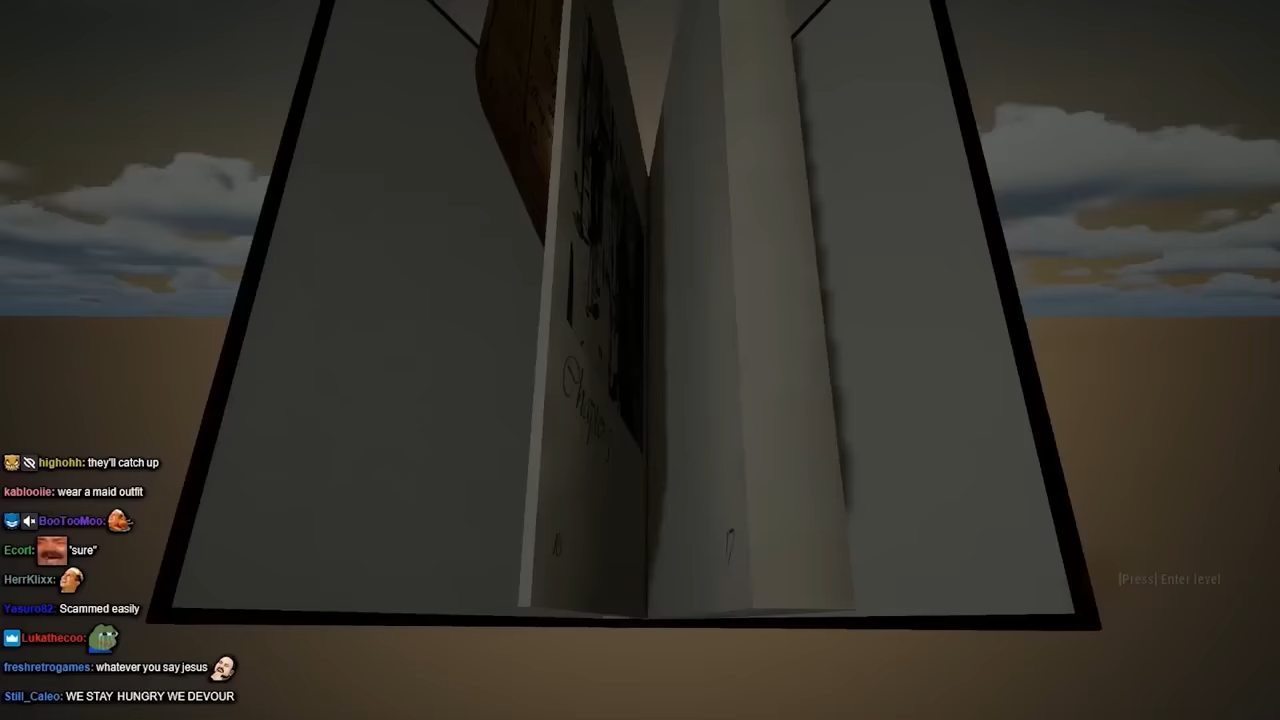 Chapter
[Press] Enter level
highohh: they'll catch up
kablooiie: wear a maid outfit
BooTooMoo:
Ecorl: "sure"
HerrKlixx:
Yasuro82: Scammed easily
Lukathecoo:
freshretrogames: whatever you say jesus
Still_Caleo: WE STAY HUNGRY WE DEVOUR